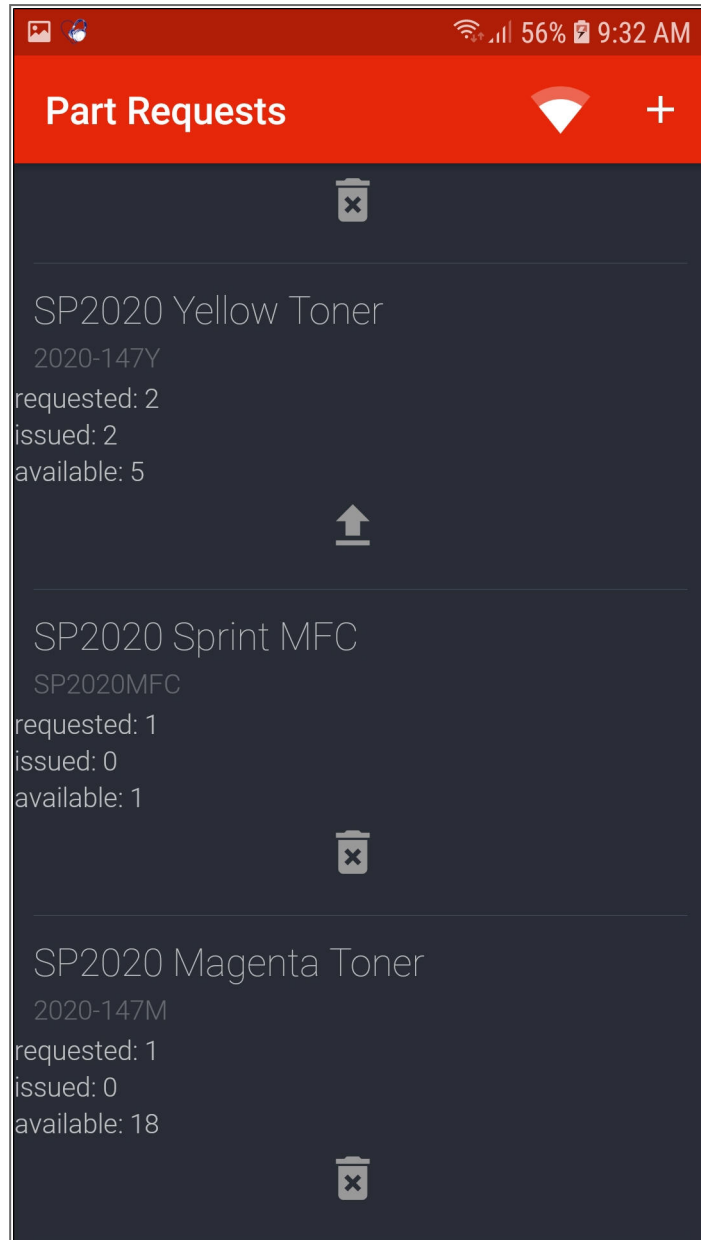 56% 9:32 AM
Part Requests
SP2020 Yellow Toner
2020-147Y
requested: 2
issued: 2
available: 5
SP2020 Sprint MFC
SP2020MFC
requested: 1
issued: 0
available: 1
SP2020 Magenta Toner
2020-147M
requested: 1
issued: 0
available: 18